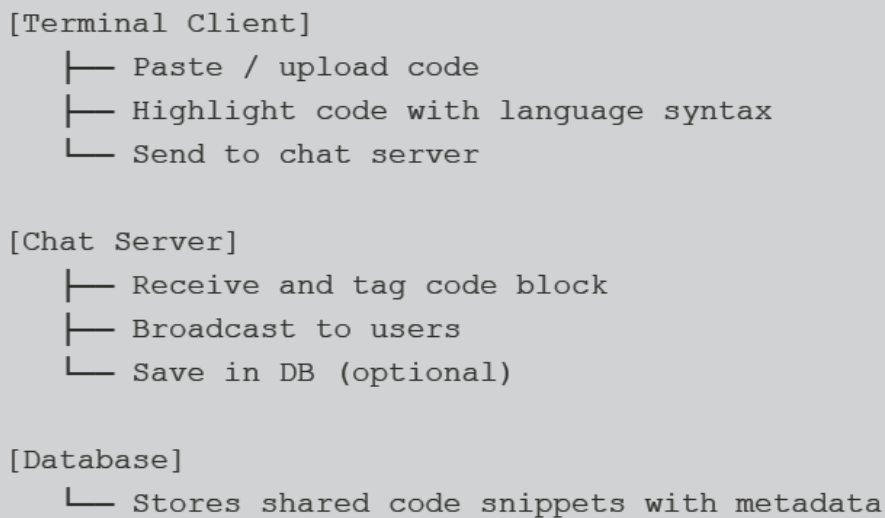 [Terminal Client]
├── Paste / upload code
├── Highlight code with language syntax
└── Send to chat server
[Chat Server]
├── Receive and tag code block
├── Broadcast to users
└── Save in DB (optional)
[Database]
└── Stores shared code snippets with metadata